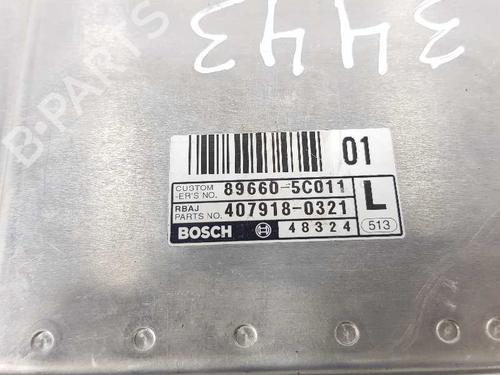 3443
B-PARTS
01
CUSTOM
-ER'S NO. 89660-5C011
L
RBAJ
PARTS NO. 407918-0321
BOSCH 48324
513